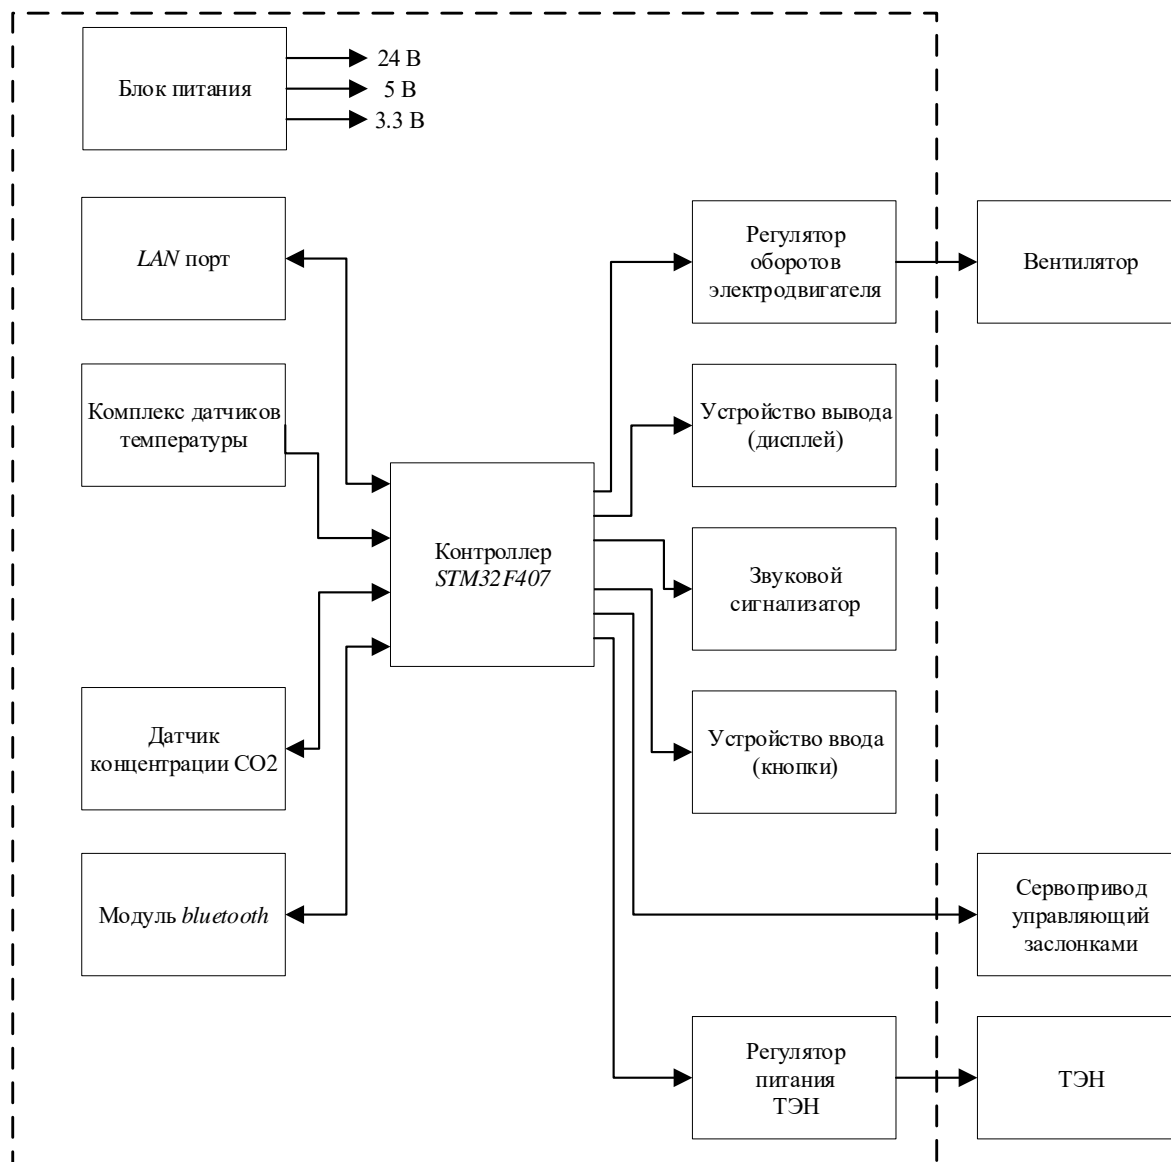 Блок питания
24 В
5 В
3.3 В
LAN порт
Регулятор
оборотов
электродвигателя
Вентилятор
Комплекс датчиков
температуры
Устройство вывода
(дисплей)
Контроллер
STM32F407
Звуковой
сигнализатор
Датчик
концентрации СО2
Устройство ввода
(кнопки)
Модуль bluetooth
Сервопривод
управляющий
заслонками
Регулятор
питания
ТЭН
ТЭН